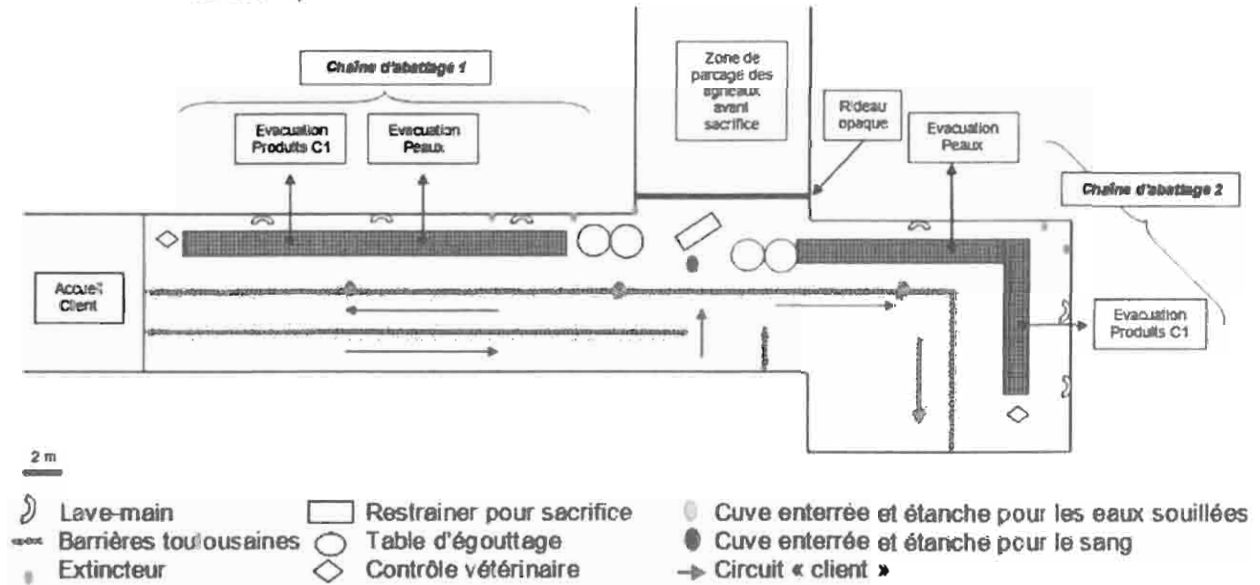 Chaîne d'abattage 1
Evacuation
Produits C1
Evacuation
Peaux
Zone de
parcage des
agneaux
avant
sacrifice
Rideau
opaque
Evacuation
Peaux
Chaîne d'abattage 2
Accueil
Client
Evacuation
Produits C1
2 m
Lave-main
Barrières toulousaines
Extincteur
Restrainer pour sacrifice
Table d'égouttage
Contrôle vétérinaire
Cuve enterrée et étanche pour les eaux souillées
Cuve enterrée et étanche pour le sang
Circuit « client »